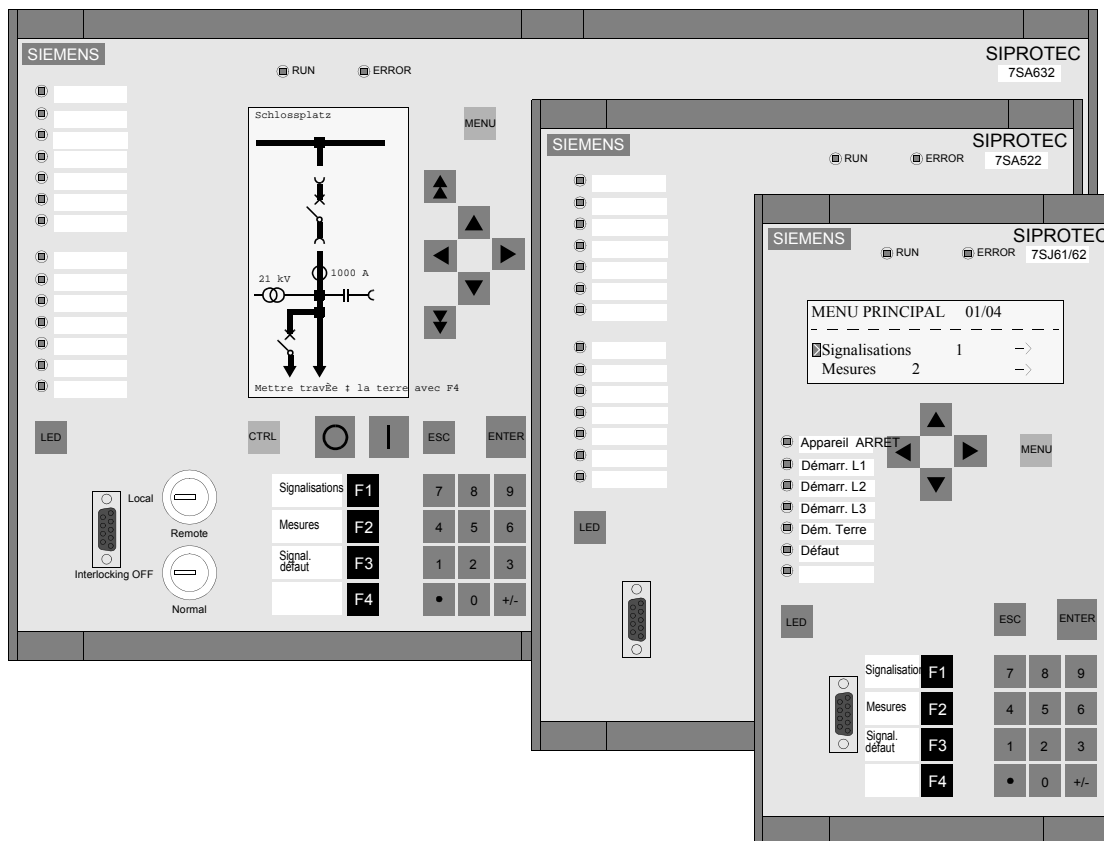 SIEMENS
RUN
ERROR
SIPROTEC
7SA632
Schlossplatz
21 kV
1000 A
Mettre travÈe ‡ la terre avec F4
MENU
LED
CTRL
ESC
ENTER
Local
Remote
Interlocking OFF
Normal
Signalisations F1
Mesures F2
Signal.
défaut F3
F4
7 8 9
4 5 6
1 2 3
• 0 +/-
SIEMENS
RUN
ERROR
SIPROTEC
7SA522
LED
SIEMENS
RUN
ERROR
SIPROTEC
7SJ61/62
MENU PRINCIPAL 01/04
Signalisations 1 –>
Mesures 2 –>
Appareil ARRET
Démarr. L1
Démarr. L2
Démarr. L3
Dém. Terre
Défaut
MENU
LED
ESC
ENTER
Signalisation F1
Mesures F2
Signal.
défaut F3
F4
7 8 9
4 5 6
1 2 3
• 0 +/-